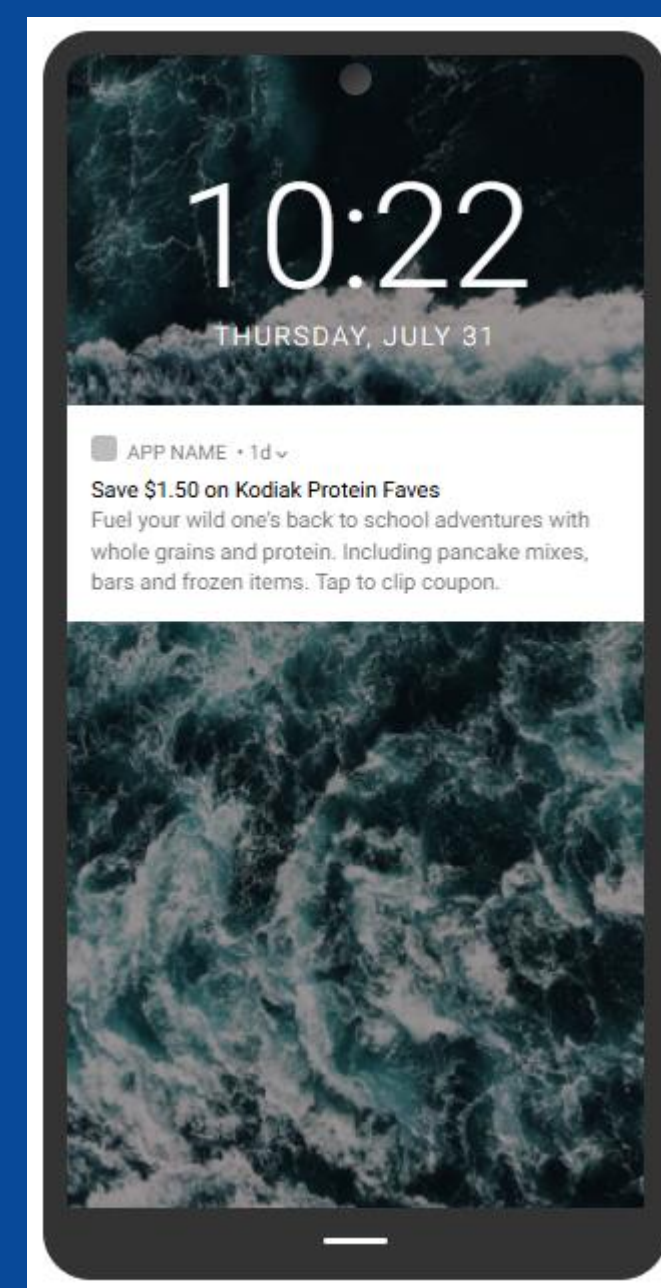 10:22
THURSDAY, JULY 31
APP NAME • 1d
Save $1.50 on Kodiak Protein Faves
Fuel your wild one's back to school adventures with
whole grains and protein. Including pancake mixes,
bars and frozen items. Tap to clip coupon.